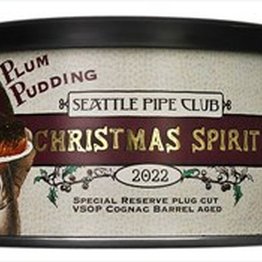 PLUM
PUDDING
SEATTLE PIPE CLUB
CHRISTMAS SPIRIT
2022
SPECIAL RESERVE PLUG CUT
VSOP COGNAC BARREL AGED